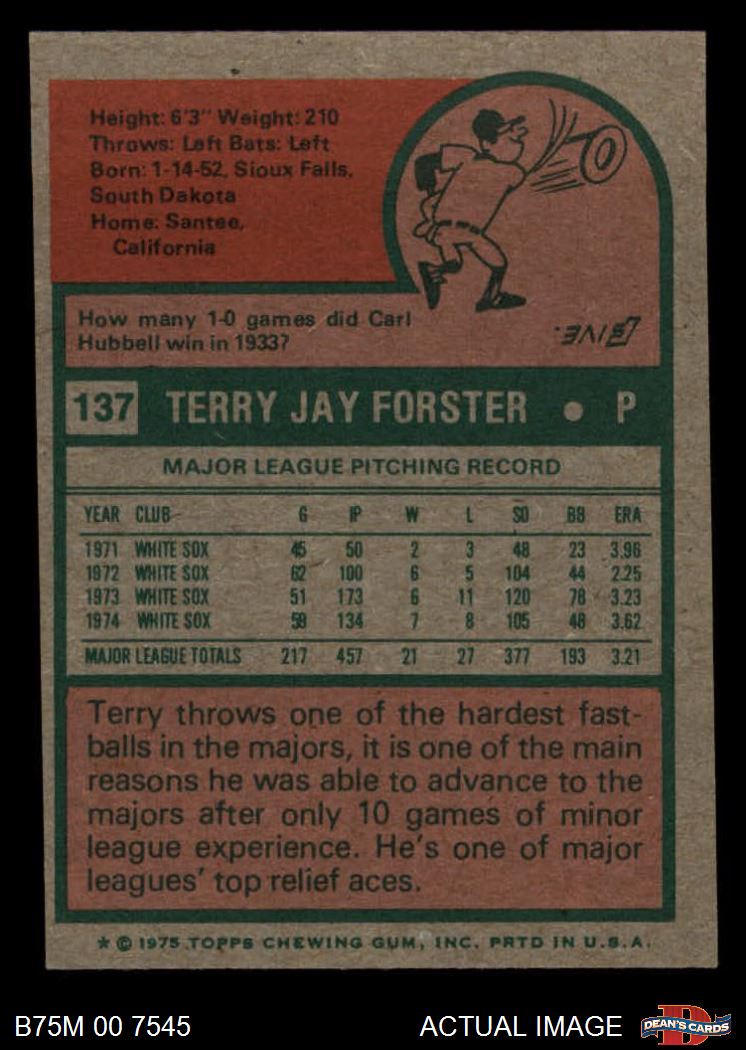 Height: 6'3" Weight: 210
Throws: Left Bats: Left
Born: 1-14-52, Sioux Falls,
South Dakota
Home: Santee,
California
0
How many 1-0 games did Carl
Hubbell win in 1933?
FIVE.
137 TERRY JAY FORSTER • P
MAJOR LEAGUE PITCHING RECORD
YEAR CLUB G IP W L SO BB ERA
1971 WHITE SOX 45 50 2 3 48 23 3.96
1972 WHITE SOX 62 100 6 5 104 44 2.25
1973 WHITE SOX 51 173 6 11 120 78 3.23
1974 WHITE SOX 59 134 7 8 105 48 3.62
MAJOR LEAGUE TOTALS 217 457 21 27 377 193 3.21
Terry throws one of the hardest fast-
balls in the majors, it is one of the main
reasons he was able to advance to the
majors after only 10 games of minor
league experience. He's one of major
leagues' top relief aces.
* © 1975 TOPPS CHEWING GUM, INC. PRTD IN U.S.A.
B75M 00 7545 ACTUAL IMAGE D DEAN'S CARDS